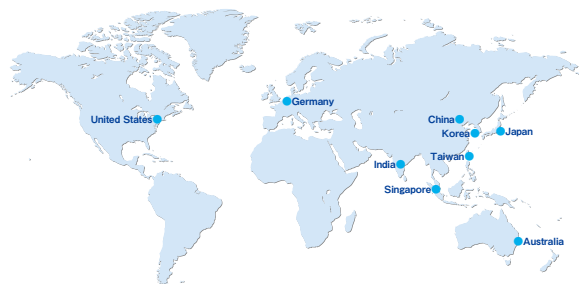 Germany
United States
China
Korea
Japan
Taiwan
India
Singapore
Australia